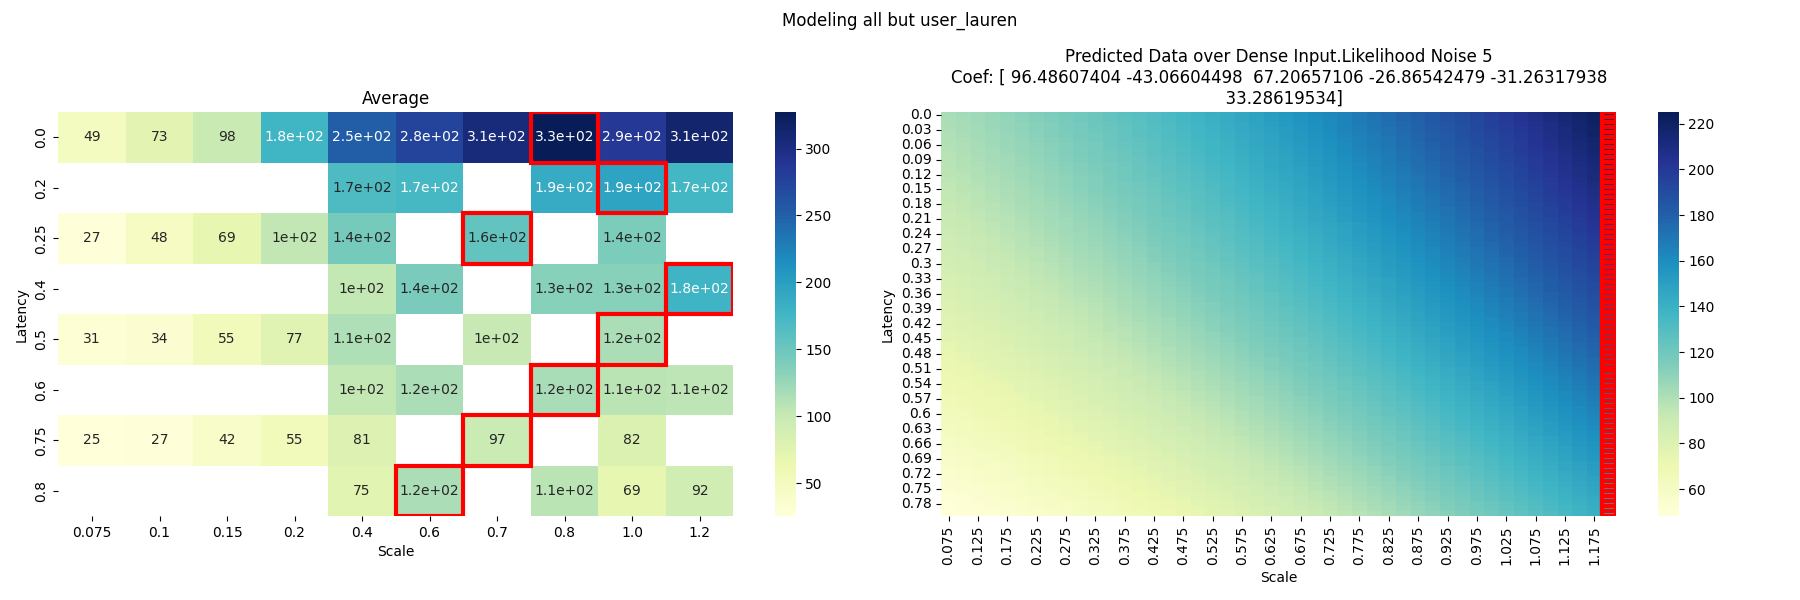 Modeling all but user_lauren
Average
Latency
0.0 49 73 98 1.8e+02 2.5e+02 2.8e+02 3.1e+02 3.3e+02 2.9e+02 3.1e+02
0.2 1.7e+02 1.7e+02 1.9e+02 1.9e+02 1.7e+02
0.25 27 48 69 1e+02 1.4e+02 1.6e+02 1.4e+02
0.4 1e+02 1.4e+02 1.3e+02 1.3e+02 1.8e+02
0.5 31 34 55 77 1.1e+02 1e+02 1.2e+02
0.6 1e+02 1.2e+02 1.2e+02 1.1e+02 1.1e+02
0.75 25 27 42 55 81 97 82
0.8 75 1.2e+02 1.1e+02 69 92
0.075 0.1 0.15 0.2 0.4 0.6 0.7 0.8 1.0 1.2
Scale
300
250
200
150
100
50
Predicted Data over Dense Input.Likelihood Noise 5
Coef: [ 96.48607404 -43.06604498  67.20657106 -26.86542479 -31.26317938
33.28619534]
Latency
0.0
0.03
0.06
0.09
0.12
0.15
0.18
0.21
0.24
0.27
0.3
0.33
0.36
0.39
0.42
0.45
0.48
0.51
0.54
0.57
0.6
0.63
0.66
0.69
0.72
0.75
0.78
0.075 0.125 0.175 0.225 0.275 0.325 0.375 0.425 0.475 0.525 0.575 0.625 0.675 0.725 0.775 0.825 0.875 0.925 0.975 1.025 1.075 1.125 1.175
Scale
220
200
180
160
140
120
100
80
60